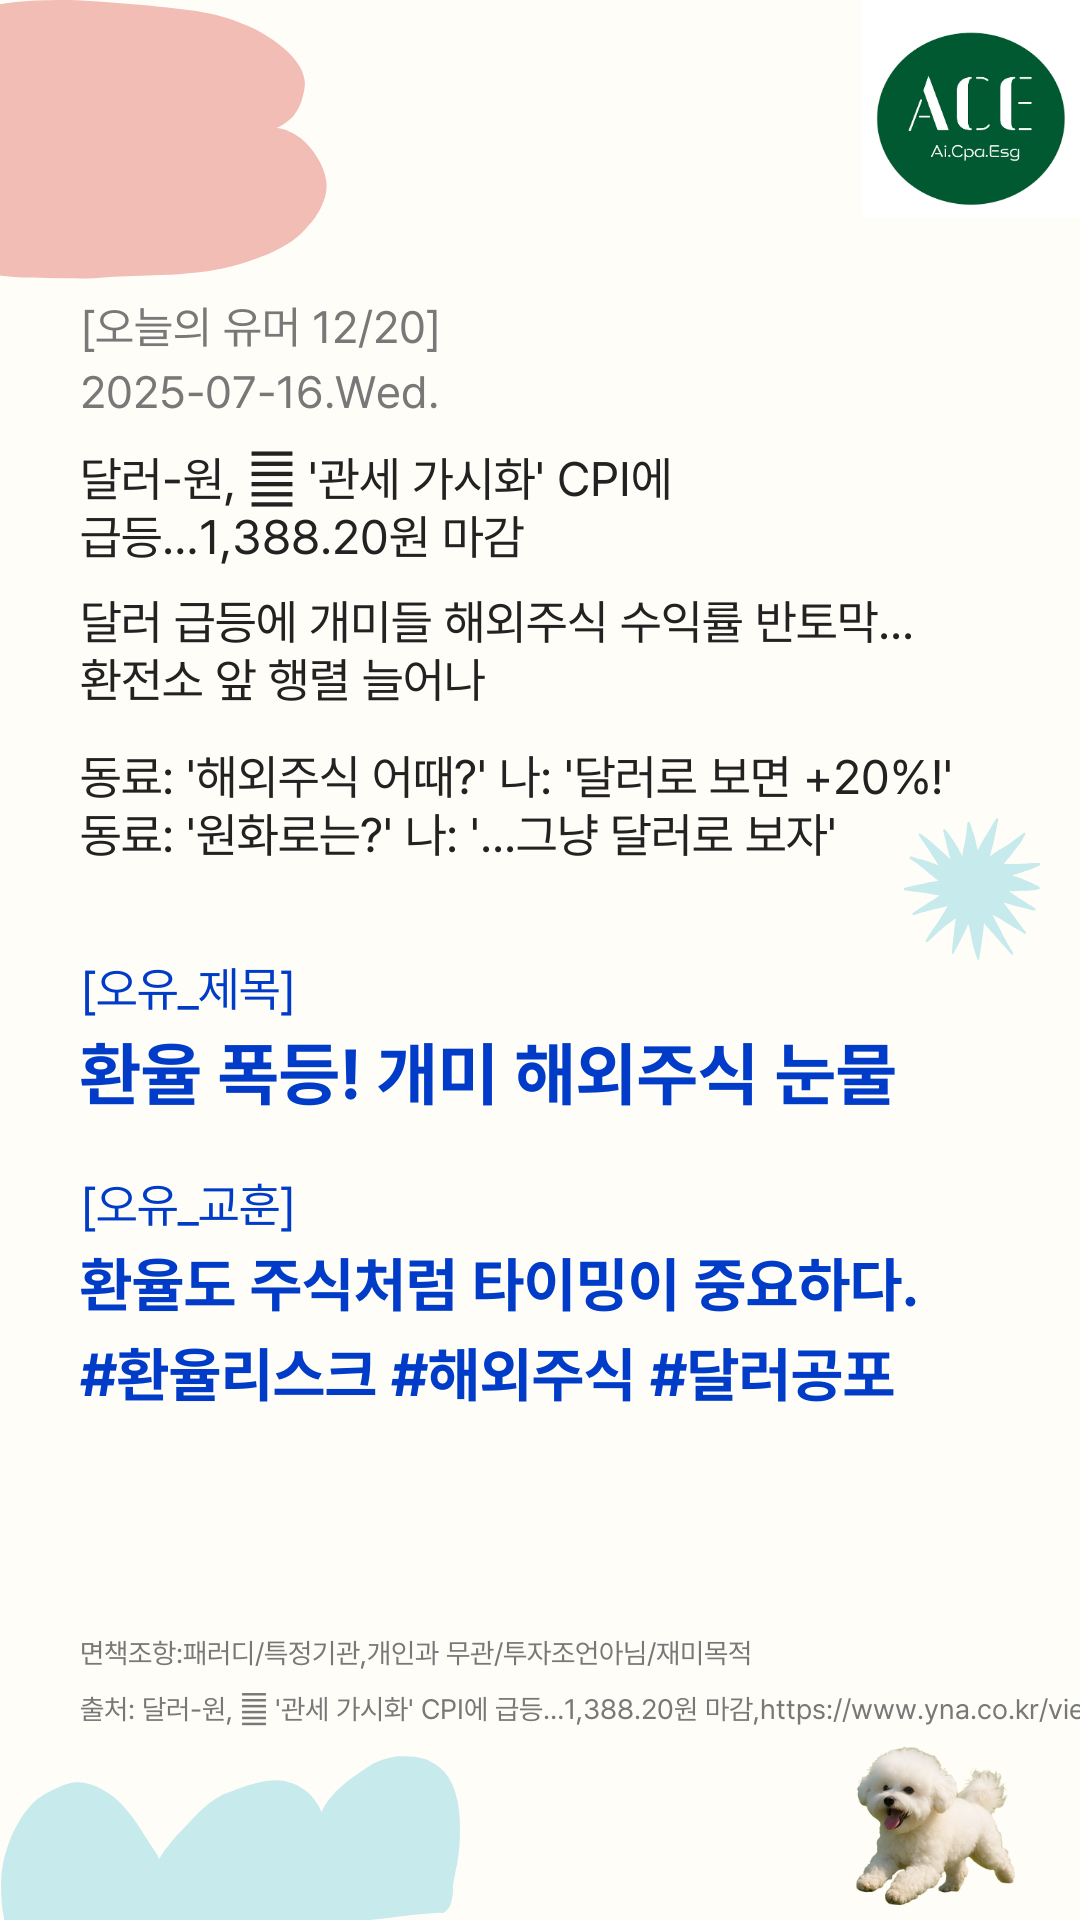 ACE
Ai.Cpa.Esg
[오늘의 유머 12/20]
2025-07-16.Wed.
달러-원, '관세 가시화' CPI에
급등...1,388.20원 마감
달러 급등에 개미들 해외주식 수익률 반토막...
환전소 앞 행렬 늘어나
동료: '해외주식 어때?' 나: '달러로 보면 +20%!'
동료: '원화로는?' 나: '...그냥 달러로 보자'
[오유_제목]
환율 폭등! 개미 해외주식 눈물
[오유_교훈]
환율도 주식처럼 타이밍이 중요하다.
#환율리스크 #해외주식 #달러공포
면책조항:패러디/특정기관,개인과 무관/투자조언아님/재미목적
출처: 달러-원, '관세 가시화' CPI에 급등...1,388.20원 마감,https://www.yna.co.kr/vie